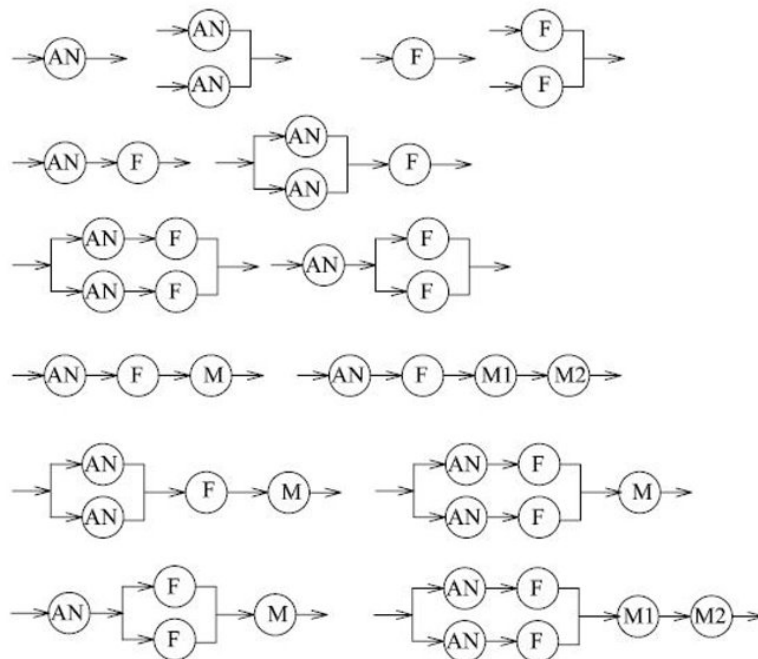 AN AN F F
AN F
AN F AN F
AN
AN F F
AN F AN F
AN F M AN F M1 M2
AN AN F
F M M
AN AN F
F AN F
AN M M1 M2
F AN F